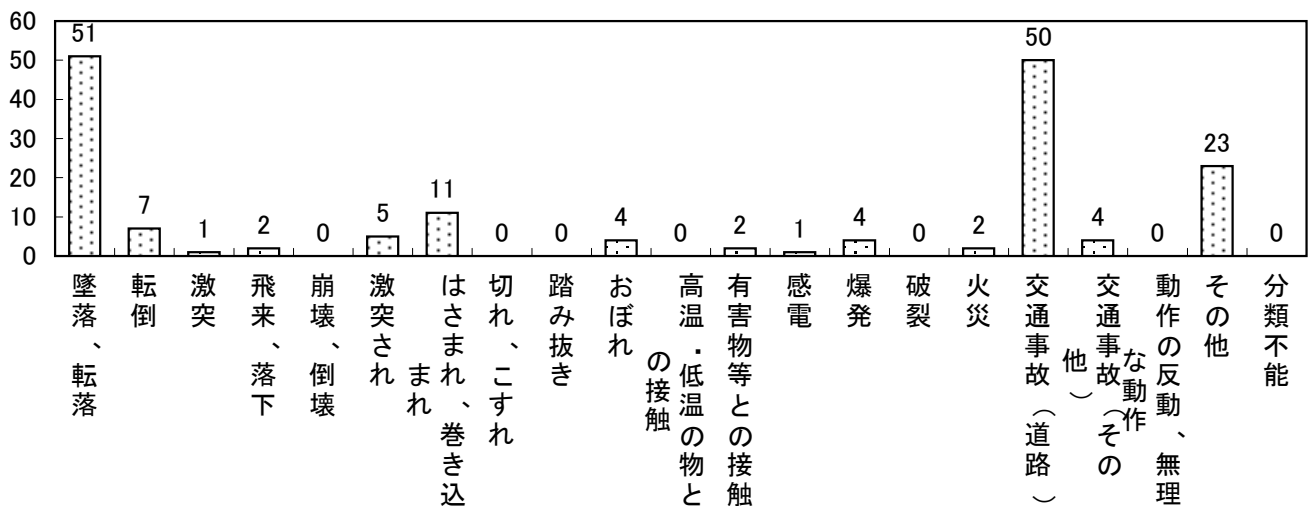 60
50
40
30
20
10
0
51
7
1
2
0
5
11
0
0
4
0
2
1
4
0
2
50
4
0
23
0
墜落、転落
転倒
激突
飛来、落下
崩壊、倒壊
激突され
はさまれ、巻き込
まれ
切れ、こすれ
踏み抜き
おぼれ
高温・低温の物と
の接触
有害物等との接触
感電
爆発
破裂
火災
交通事故（道路）
交通事故（その
他）
動作の反動、無理
な動作
その他
分類不能